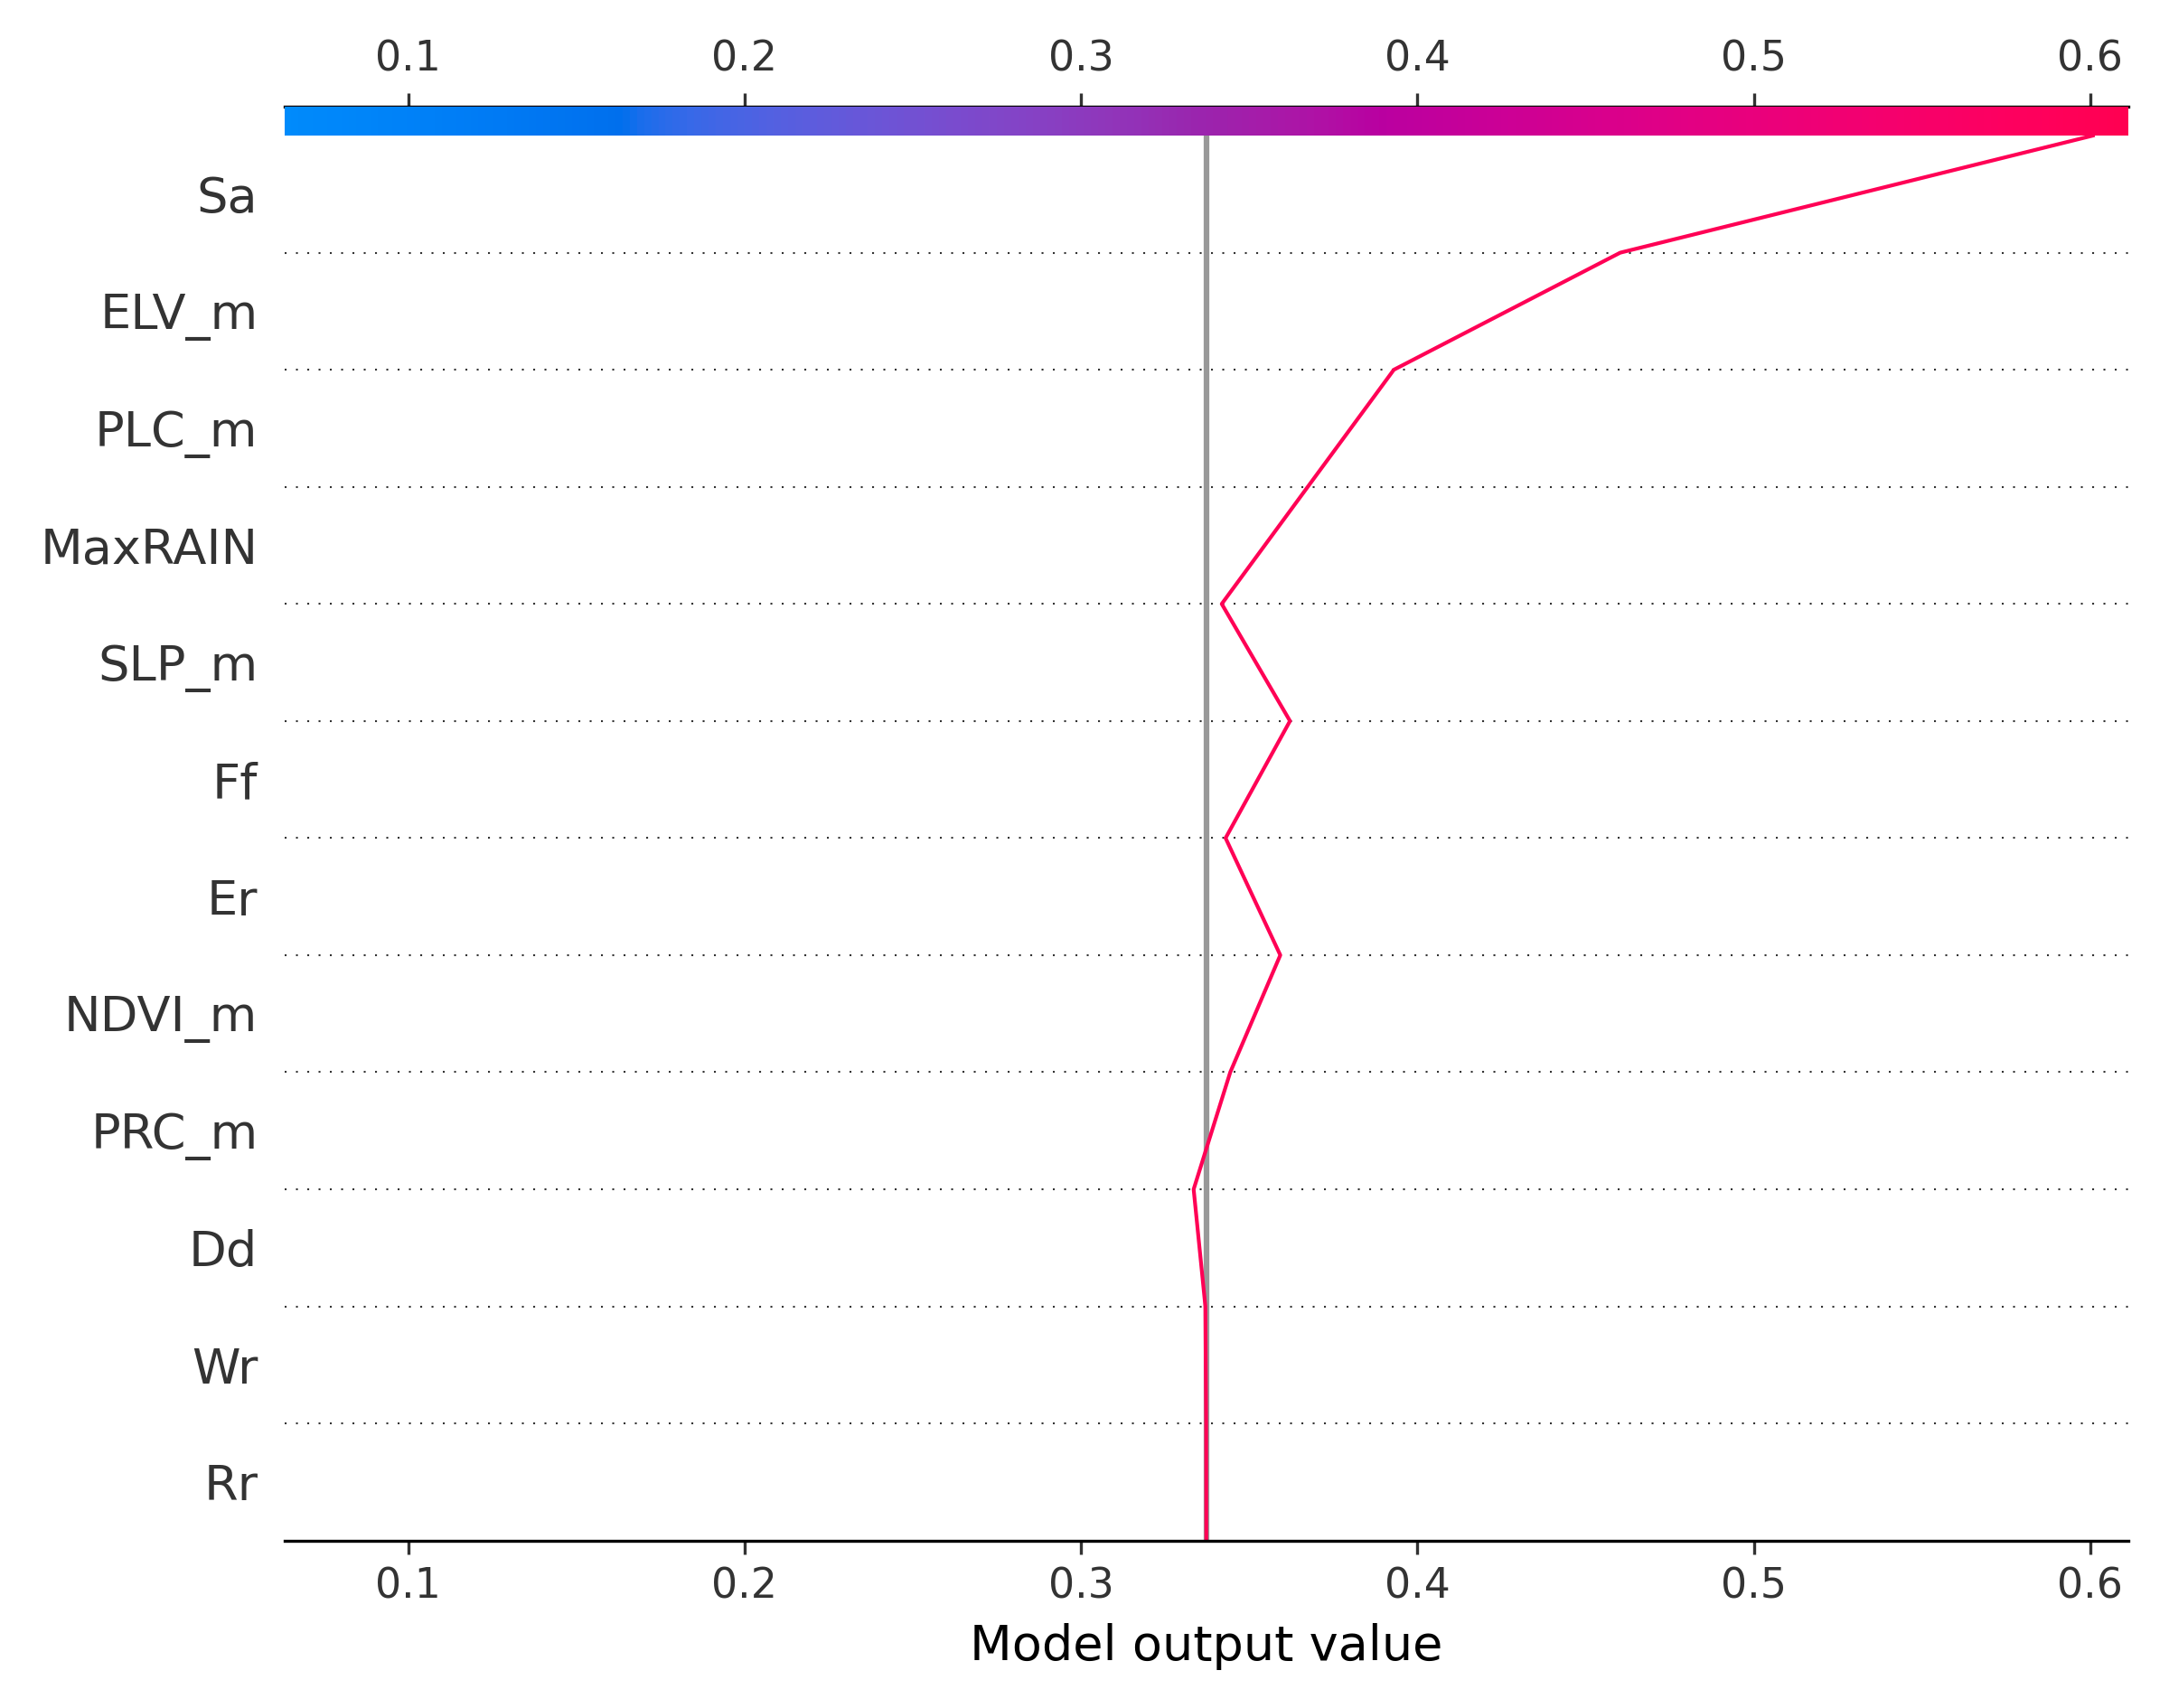 0.1 0.2 0.3 0.4 0.5 0.6
Sa
ELV_m
PLC_m
MaxRAIN
SLP_m
Ff
Er
NDVI_m
PRC_m
Dd
Wr
Rr
0.1 0.2 0.3 0.4 0.5 0.6
Model output value